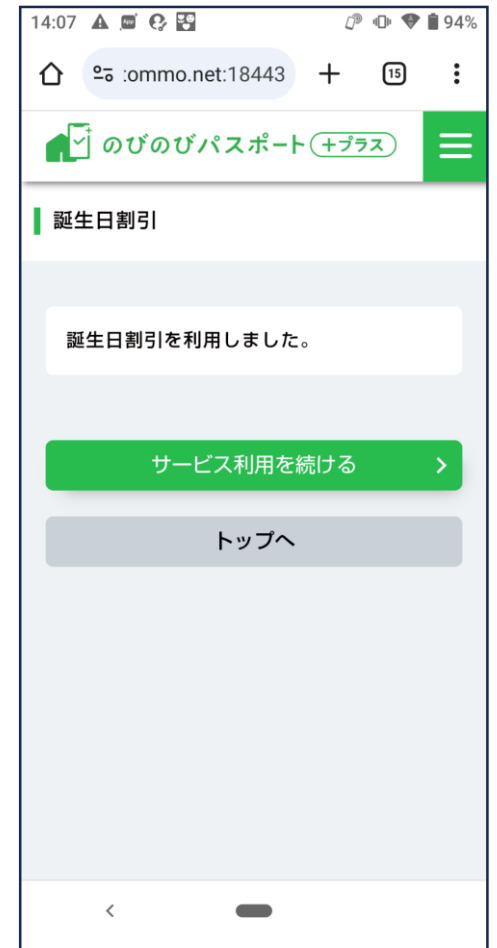 14:07
94%
:ommo.net:18443
15
のびのびパスポート +プラス
誕生日割引
誕生日割引を利用しました。
サービス利用を続ける
トップへ